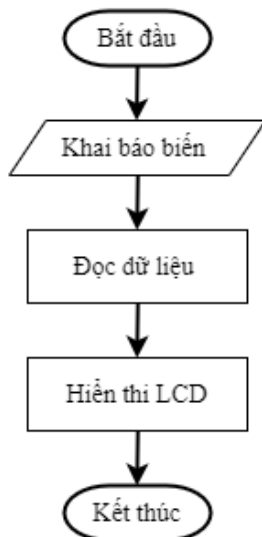 Bắt đầu
Khai báo biến
Đọc dữ liệu
Hiển thi LCD
Kết thúc